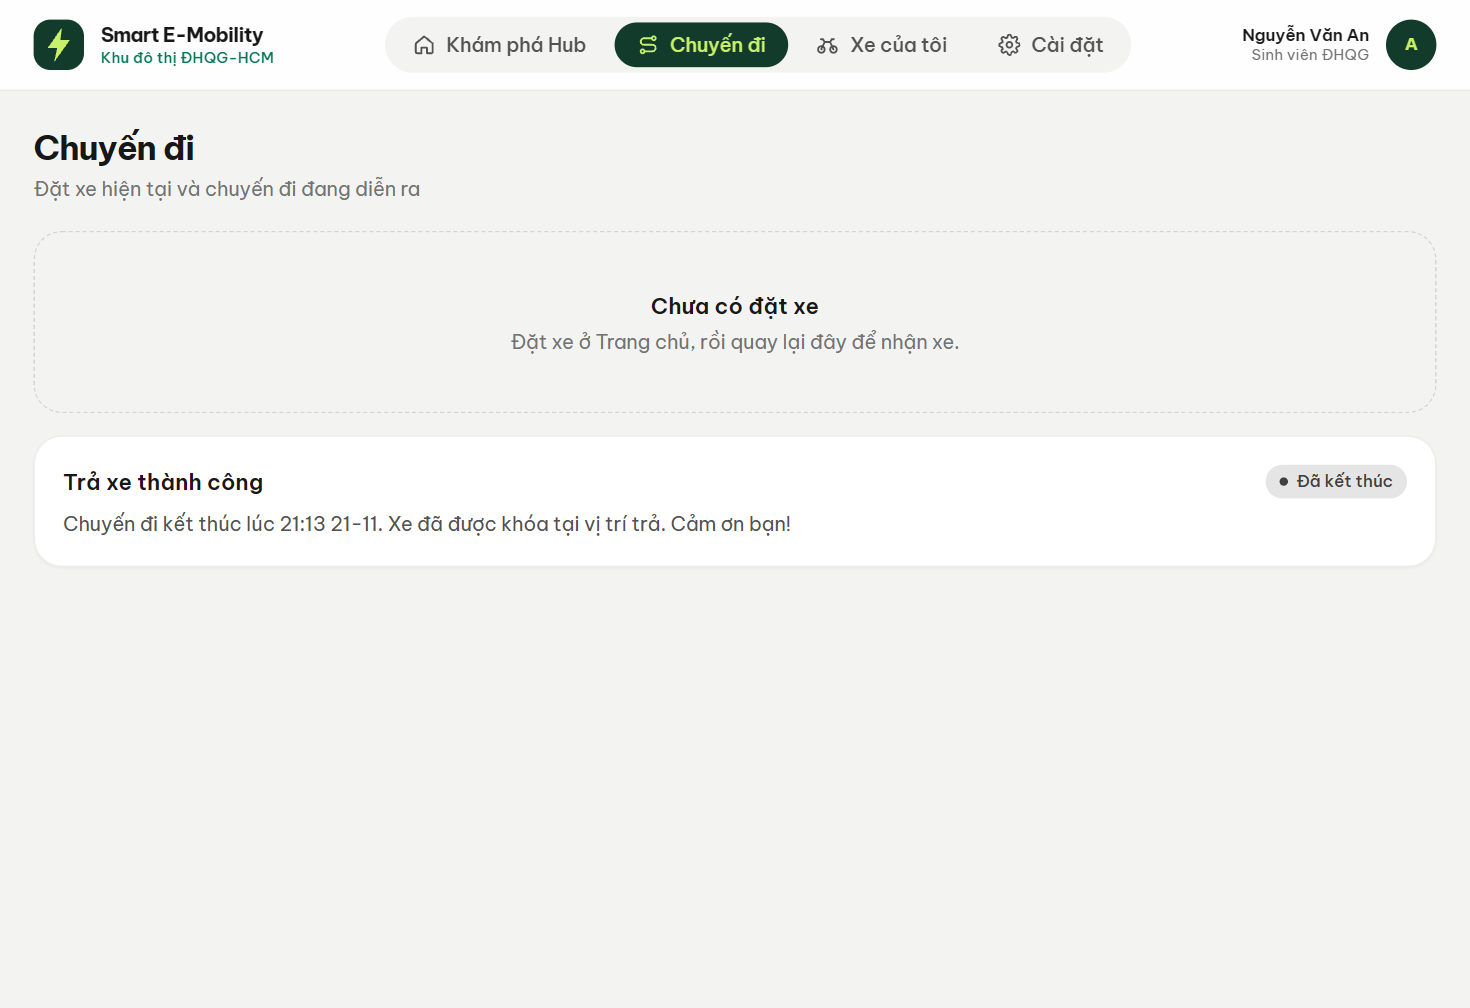 Smart E-Mobility
Khu đô thị ĐHQG-HCM
Khám phá Hub
Chuyến đi
Xe của tôi
Cài đặt
Nguyễn Văn An
Sinh viên ĐHQG
A
Chuyến đi
Đặt xe hiện tại và chuyến đi đang diễn ra
Chưa có đặt xe
Đặt xe ở Trang chủ, rồi quay lại đây để nhận xe.
Trả xe thành công
Đã kết thúc
Chuyến đi kết thúc lúc 21:13 21-11. Xe đã được khóa tại vị trí trả. Cảm ơn bạn!